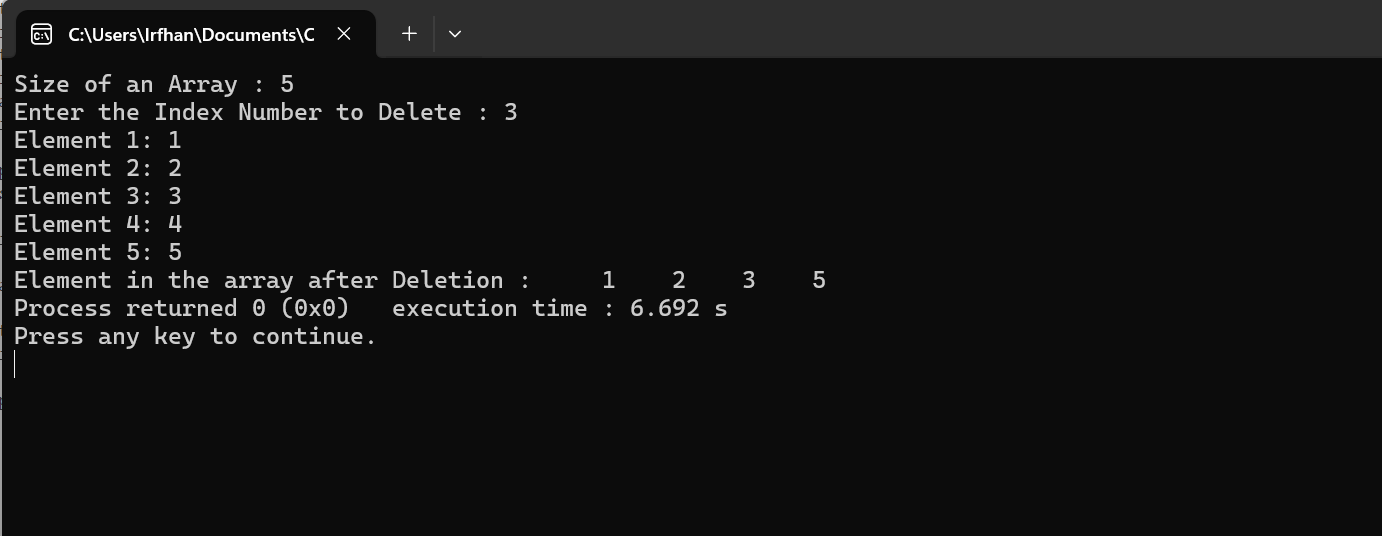 C:\Users\Irfhan\Documents\C
Size of an Array : 5
Enter the Index Number to Delete : 3
Element 1: 1
Element 2: 2
Element 3: 3
Element 4: 4
Element 5: 5
Element in the array after Deletion :     1    2    3    5
Process returned 0 (0x0)   execution time : 6.692 s
Press any key to continue.